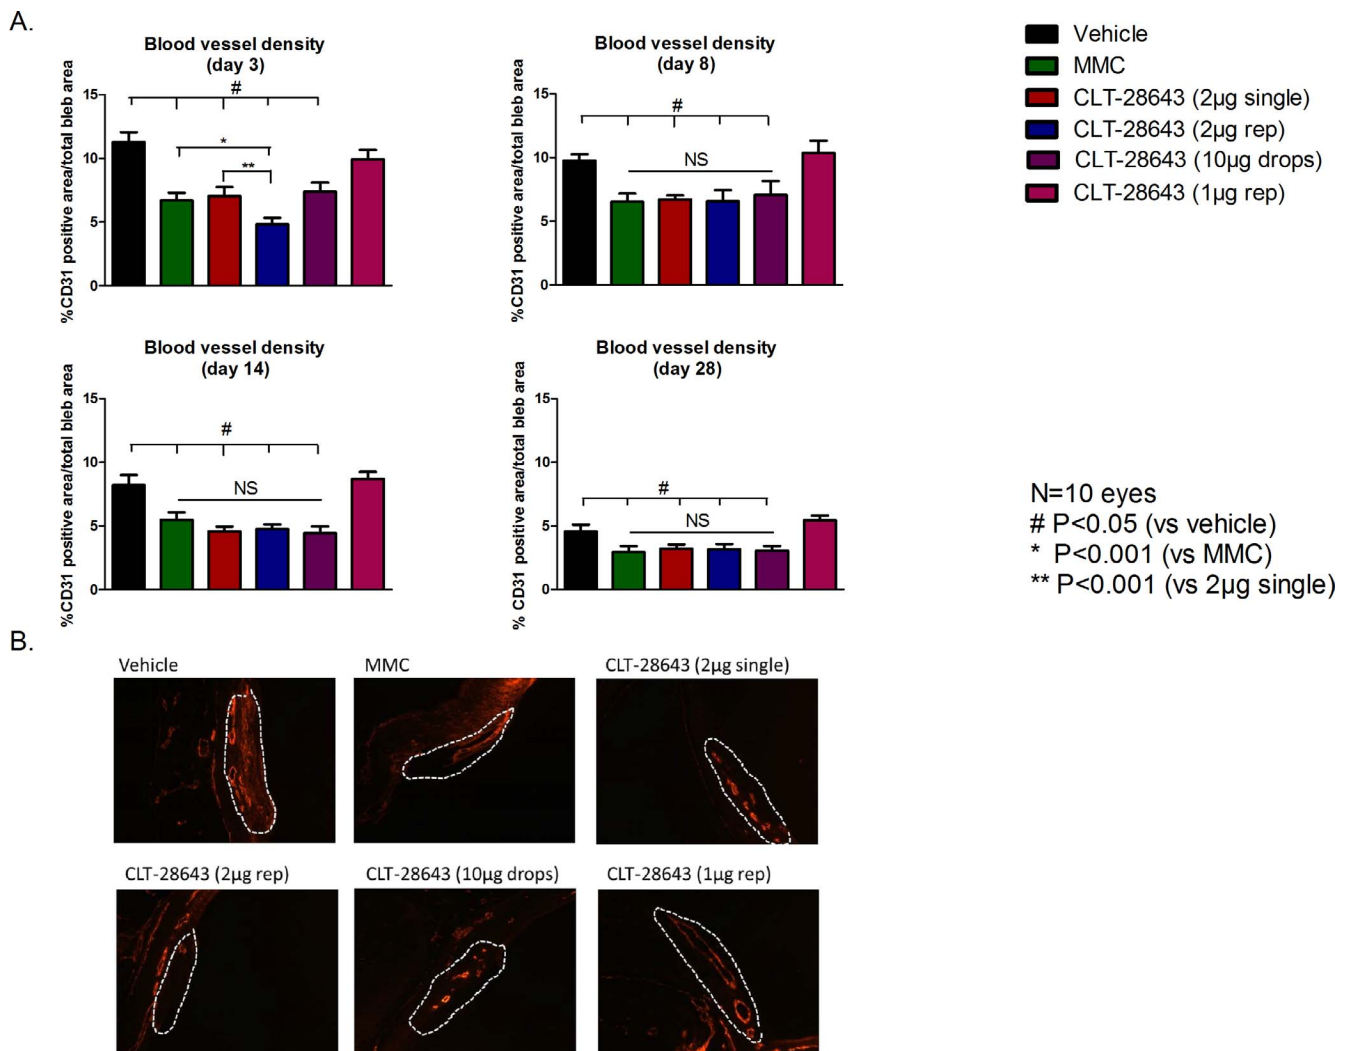 A.
Blood vessel density
(day 3)
%CD31 positive area/total bleb area
15
10
5
0
#
*
**
Blood vessel density
(day 8)
%CD31 positive area/total bleb area
15
10
5
0
#
NS
Vehicle
MMC
CLT-28643 (2µg single)
CLT-28643 (2µg rep)
CLT-28643 (10µg drops)
CLT-28643 (1µg rep)
Blood vessel density
(day 14)
%CD31 positive area/total bleb area
15
10
5
0
#
NS
Blood vessel density
(day 28)
% CD31 positive area/total bleb area
15
10
5
0
#
NS
N=10 eyes
# P<0.05 (vs vehicle)
* P<0.001 (vs MMC)
** P<0.001 (vs 2µg single)
B.
Vehicle
MMC
CLT-28643 (2µg single)
CLT-28643 (2µg rep)
CLT-28643 (10µg drops)
CLT-28643 (1µg rep)